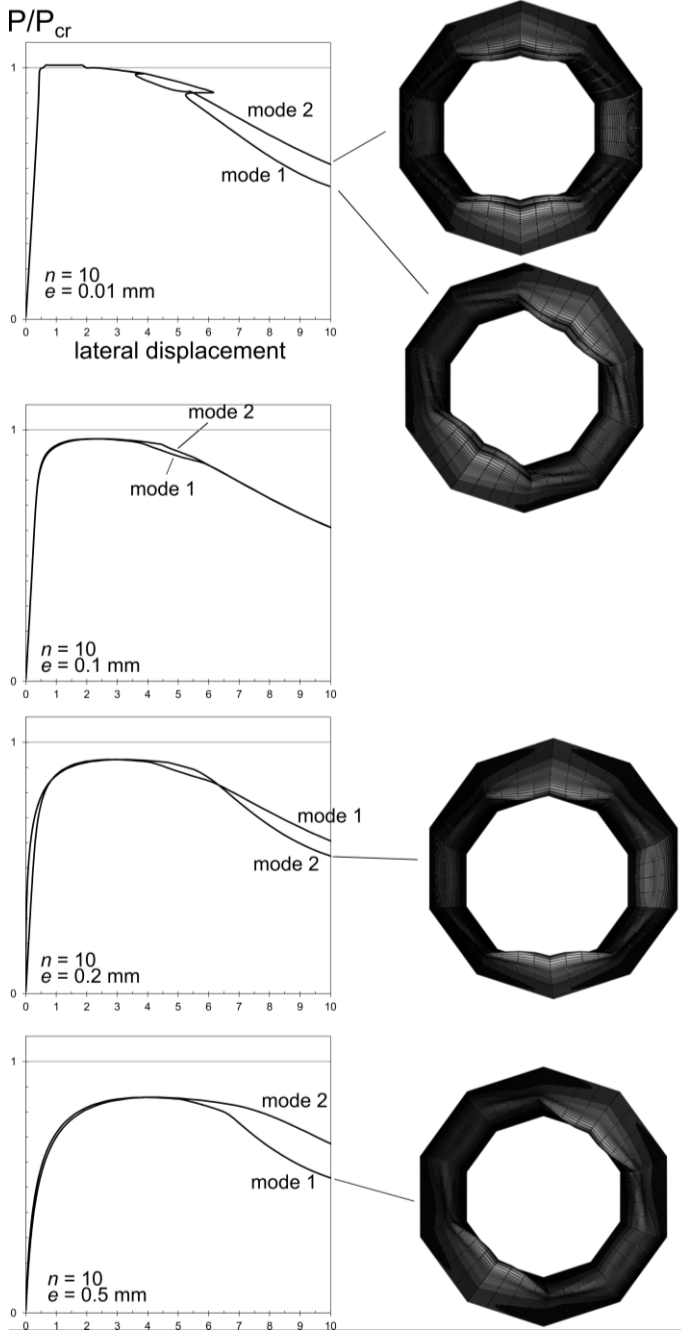 P/Pcr
1
mode 2
mode 1
n = 10
e = 0.01 mm
0
0 1 2 3 4 5 6 7 8 9 10
lateral displacement
mode 2
1
mode 1
n = 10
e = 0.1 mm
0
0 1 2 3 4 5 6 7 8 9 10
1
mode 1
mode 2
n = 10
e = 0.2 mm
0
0 1 2 3 4 5 6 7 8 9 10
1
mode 2
mode 1
n = 10
e = 0.5 mm
0
0 1 2 3 4 5 6 7 8 9 10